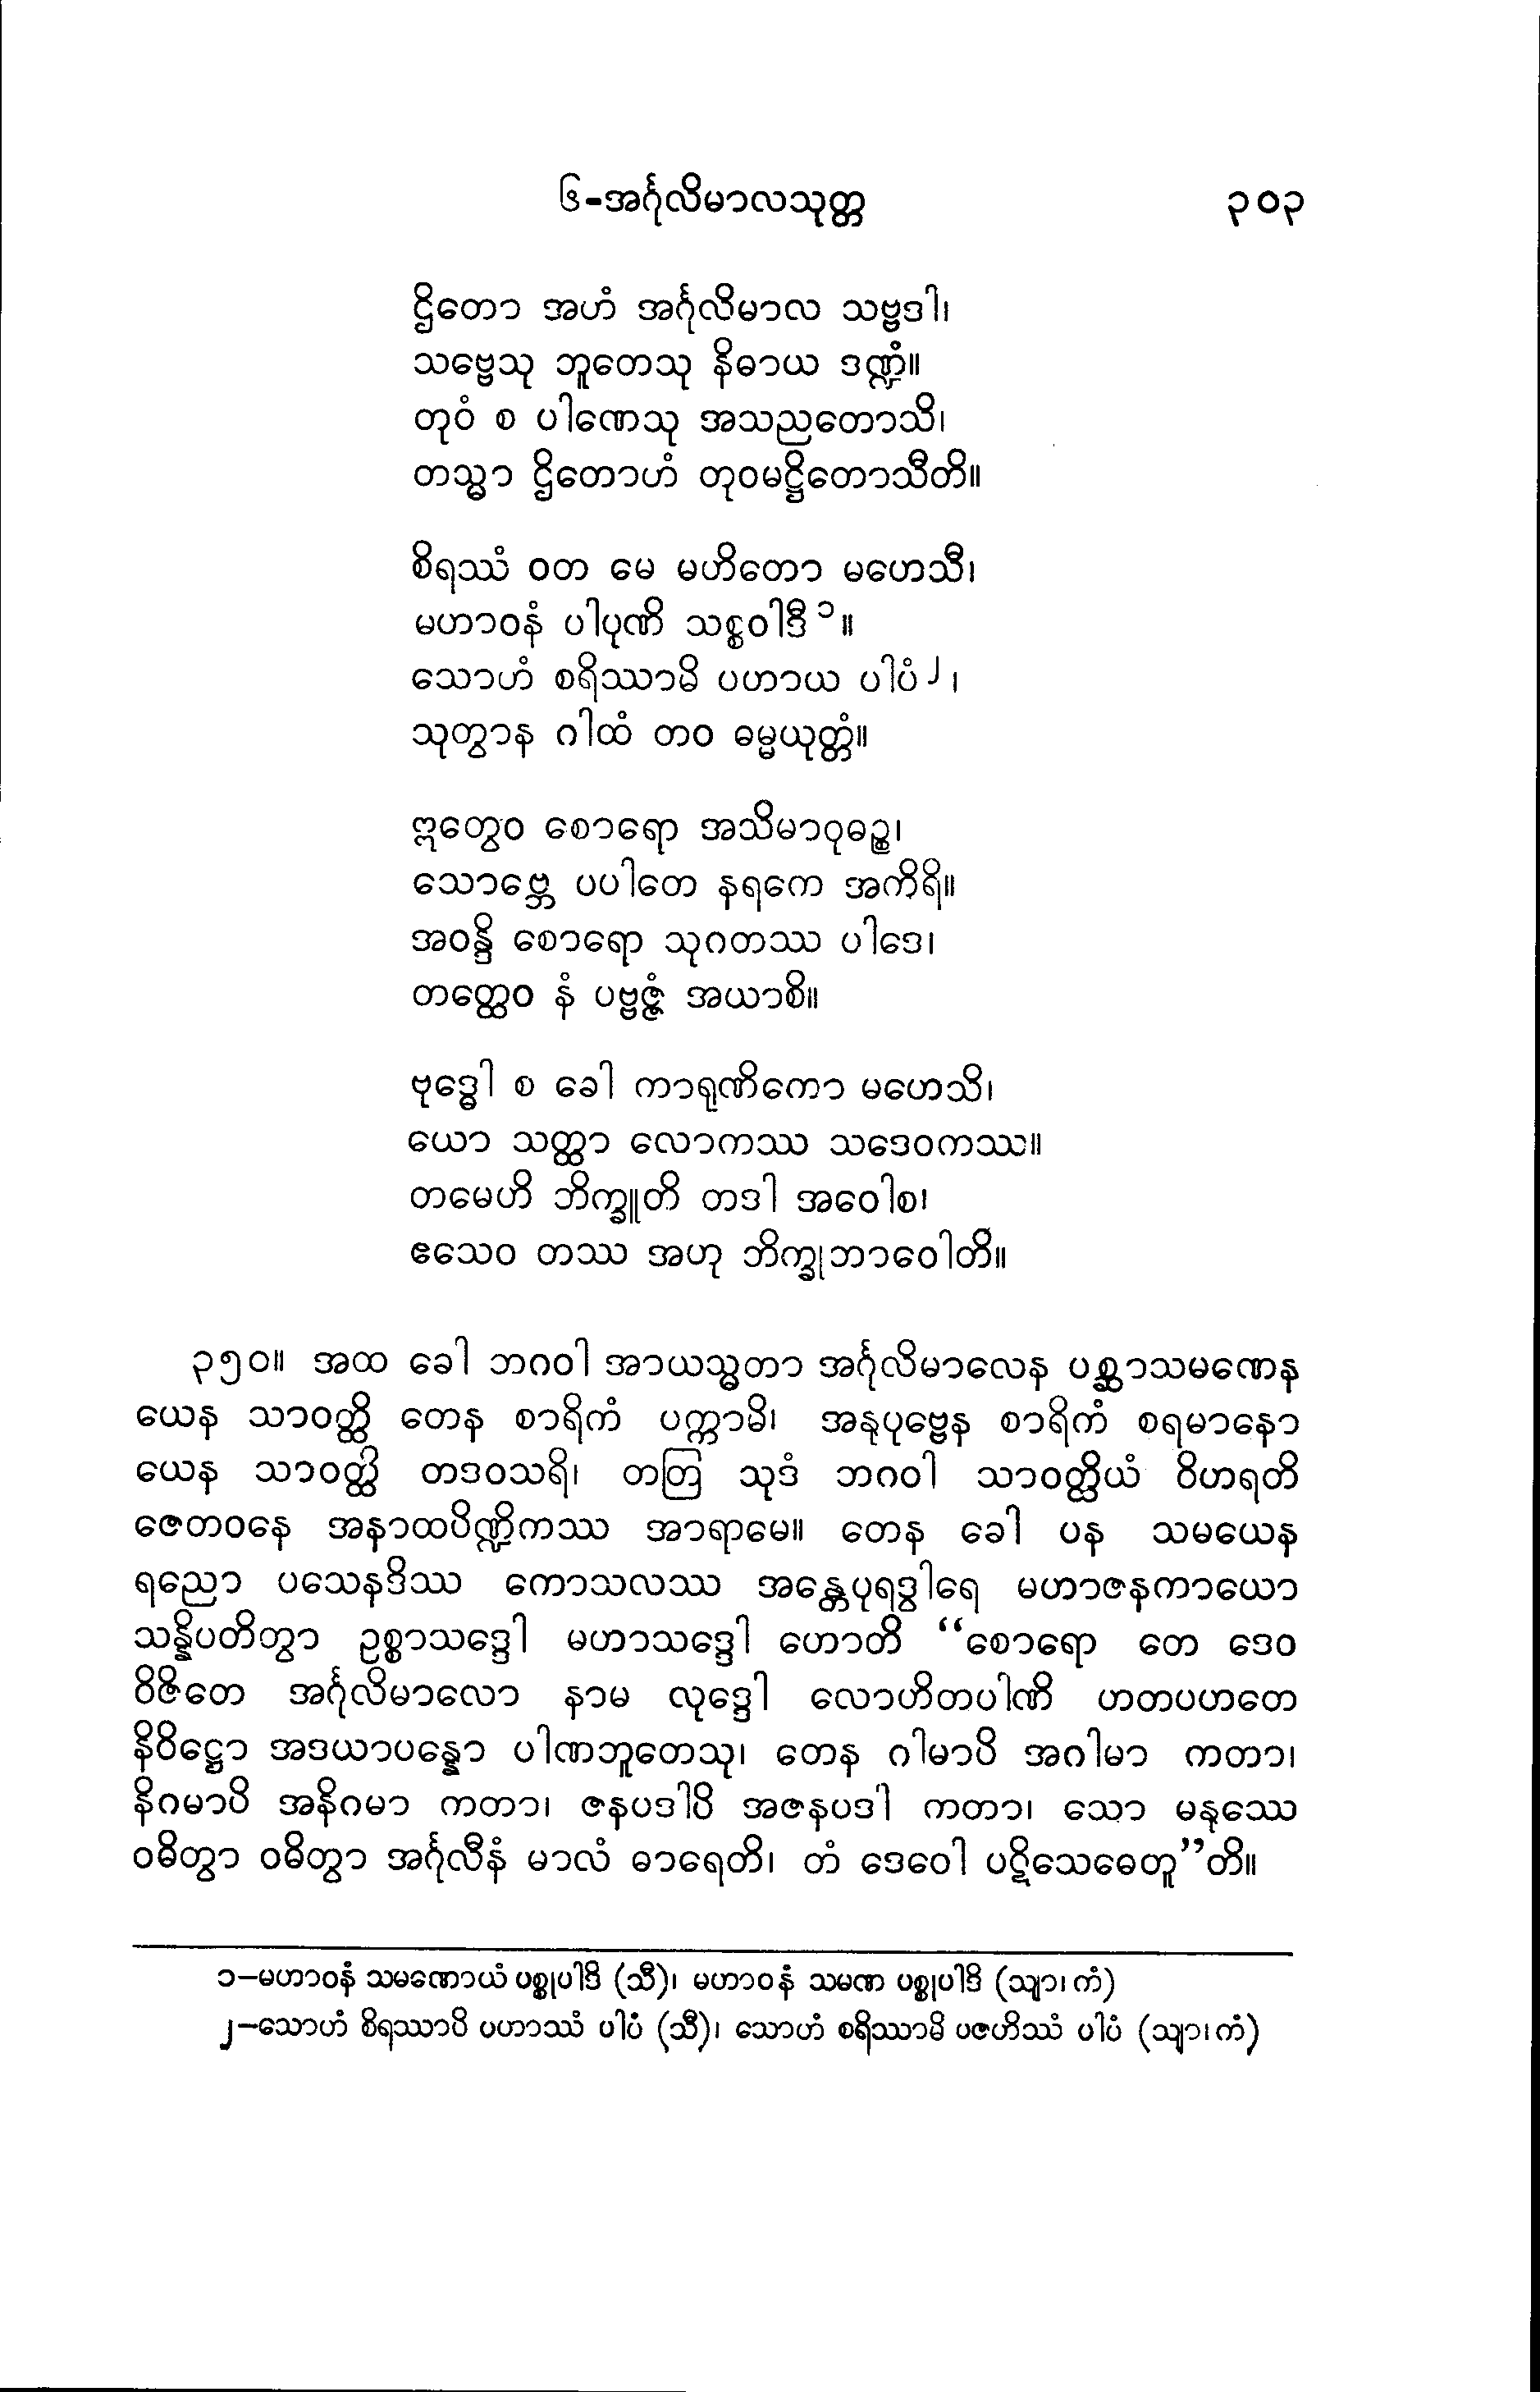 ၆-အင်္ဂုလိမာလသုတ္တ ၃၀၃
ဌိတော အဟံ အင်္ဂုလိမာလ သဗ္ဗဒါ၊
သဗ္ဗေသု ဘူတေသု နိဓာယ ဒဏ္ဍံ။
တုဝံ စ ပါဏေသု အသညတောသိ၊
တသ္မာ ဌိတောဟံ တုဝမဋ္ဌိတောသီတိ။
စိရဿံ ဝတ မေ မဟိတော မဟေသီ၊
မဟာဝနံ ပါပုဏိ သစ္စဝါဒီ ၁။
သောဟံ စရိဿာမိ ပဟာယ ပါပံ ၂၊
သုတွာန ဂါထံ တဝ ဓမ္မယုတ္တံ။
ဣတွေဝ စောရော အသိမာဝုဓဉ္စ၊
သောဗ္ဘေ ပပါတေ နရကေ အကိရိ။
အဝန္ဒိ စောရော သုဂတဿ ပါဒေ၊
တတ္ထေဝ နံ ပဗ္ဗဇ္ဇံ အယာစိ။
ဗုဒ္ဓေါ စ ခေါ ကာရုဏိကော မဟေသိ၊
ယော သတ္ထာ လောကဿ သဒေဝကဿ။
တမေဟိ ဘိက္ခူတိ တဒါ အဝေါစ၊
ဧသေဝ တဿ အဟု ဘိက္ခုဘာဝေါတိ။
၃၅၀။ အထ ခေါ ဘဂဝါ အာယသ္မတာ အင်္ဂုလိမာလေန ပစ္ဆာသမဏေန
ယေန သာဝတ္ထိ တေန စာရိကံ ပက္ကာမိ၊ အနုပုဗ္ဗေန စာရိကံ စရမာနော
ယေန သာဝတ္ထိ တဒဝသရိ၊ တတြ သုဒံ ဘဂဝါ သာဝတ္ထိယံ ဝိဟရတိ
ဇေတဝနေ အနာထပိဏ္ဍိကဿ အာရာမေ။ တေန ခေါ ပန သမယေန
ရညော ပသေနဒိဿ ကောသလဿ အန္တေပုရဒွါရေ မဟာဇနကာယော
သန္နိပတိတွာ ဥစ္စာသဒ္ဒေါ မဟာသဒ္ဒေါ ဟောတိ “စောရော တေ ဒေဝ
ဝိဇိတေ အင်္ဂုလိမာလော နာမ လုဒ္ဒေါ လောဟိတပါဏိ ဟတပဟတေ
နိဝိဋ္ဌော အဒယာပန္နော ပါဏဘူတေသု၊ တေန ဂါမာပိ အဂါမာ ကတာ၊
နိဂမာပိ အနိဂမာ ကတာ၊ ဇနပဒါပိ အဇနပဒါ ကတာ၊ သော မနုဿေ
ဝဓိတွာ ဝဓိတွာ အင်္ဂုလီနံ မာလံ ဓာရေတိ၊ တံ ဒေဝေါ ပဋိသေဓေတူ”တိ။
၁–မဟာဝနံ သမဏောယံ ပစ္စုပါဒိ (သီ)၊ မဟာဝနံ သမဏ ပစ္စုပါဒိ (သျာ၊ကံ)
၂–သောဟံ စိရဿာပိ ပဟာဿံ ပါပံ (သီ)၊ သောဟံ စရိဿာမိ ပဇဟိဿံ ပါပံ (သျာ၊ကံ)